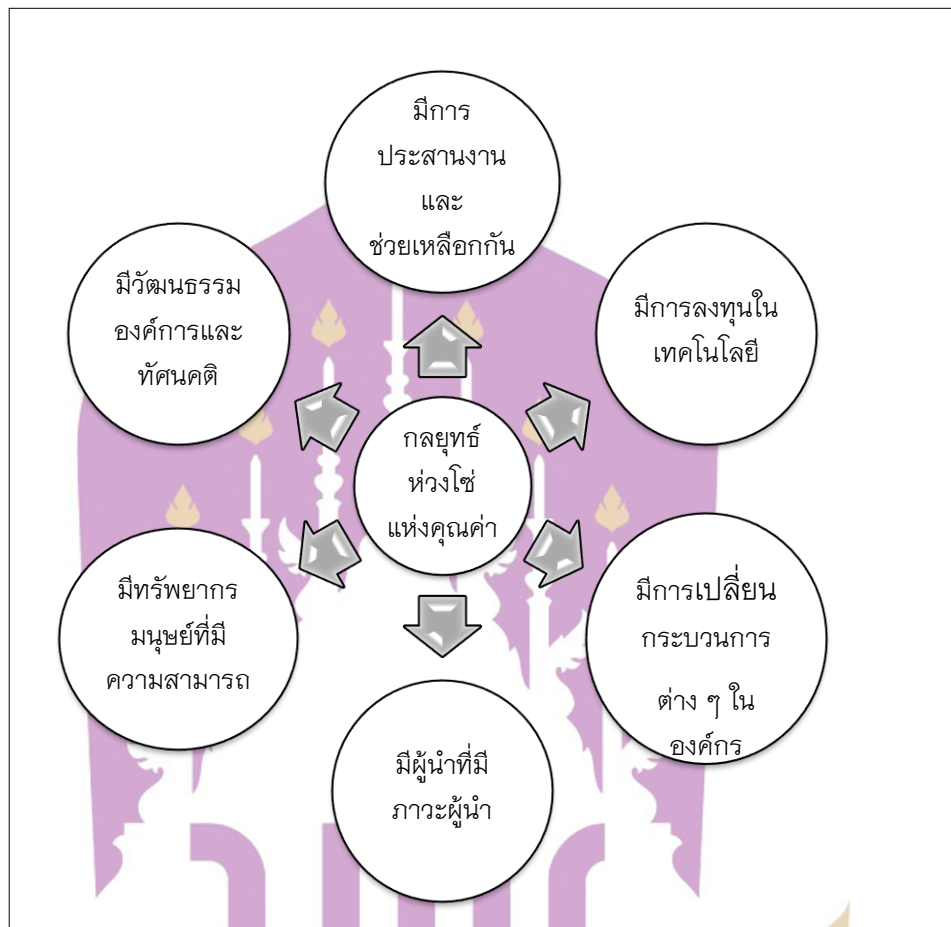 มีการ
ประสานงาน
และ
ช่วยเหลือกกัน
มีวัฒนธรรม
องค์การและ
ทัศนคติ
มีการลงทุนใน
เทคโนโลยี
กลยุทธ์
ห่วงโซ่
แห่งคุณค่า
มีทรัพยากร
มนุษย์ที่มี
ความสามารถ
มีการเปลี่ยน
กระบวนการ
ต่าง ๆ ใน
องค์กร
มีผู้นำที่มี
ภาวะผู้นำ